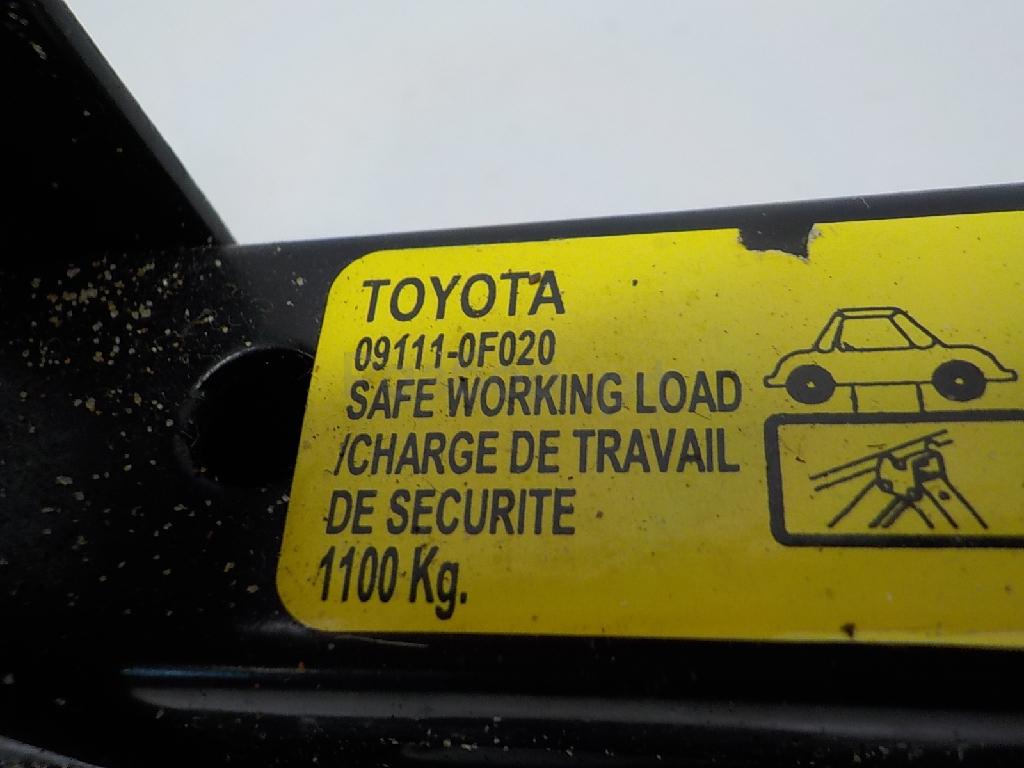 TOYOTA
09111-0F020
SAFE WORKING LOAD
/CHARGE DE TRAVAIL
DE SECURITE
1100 Kg.